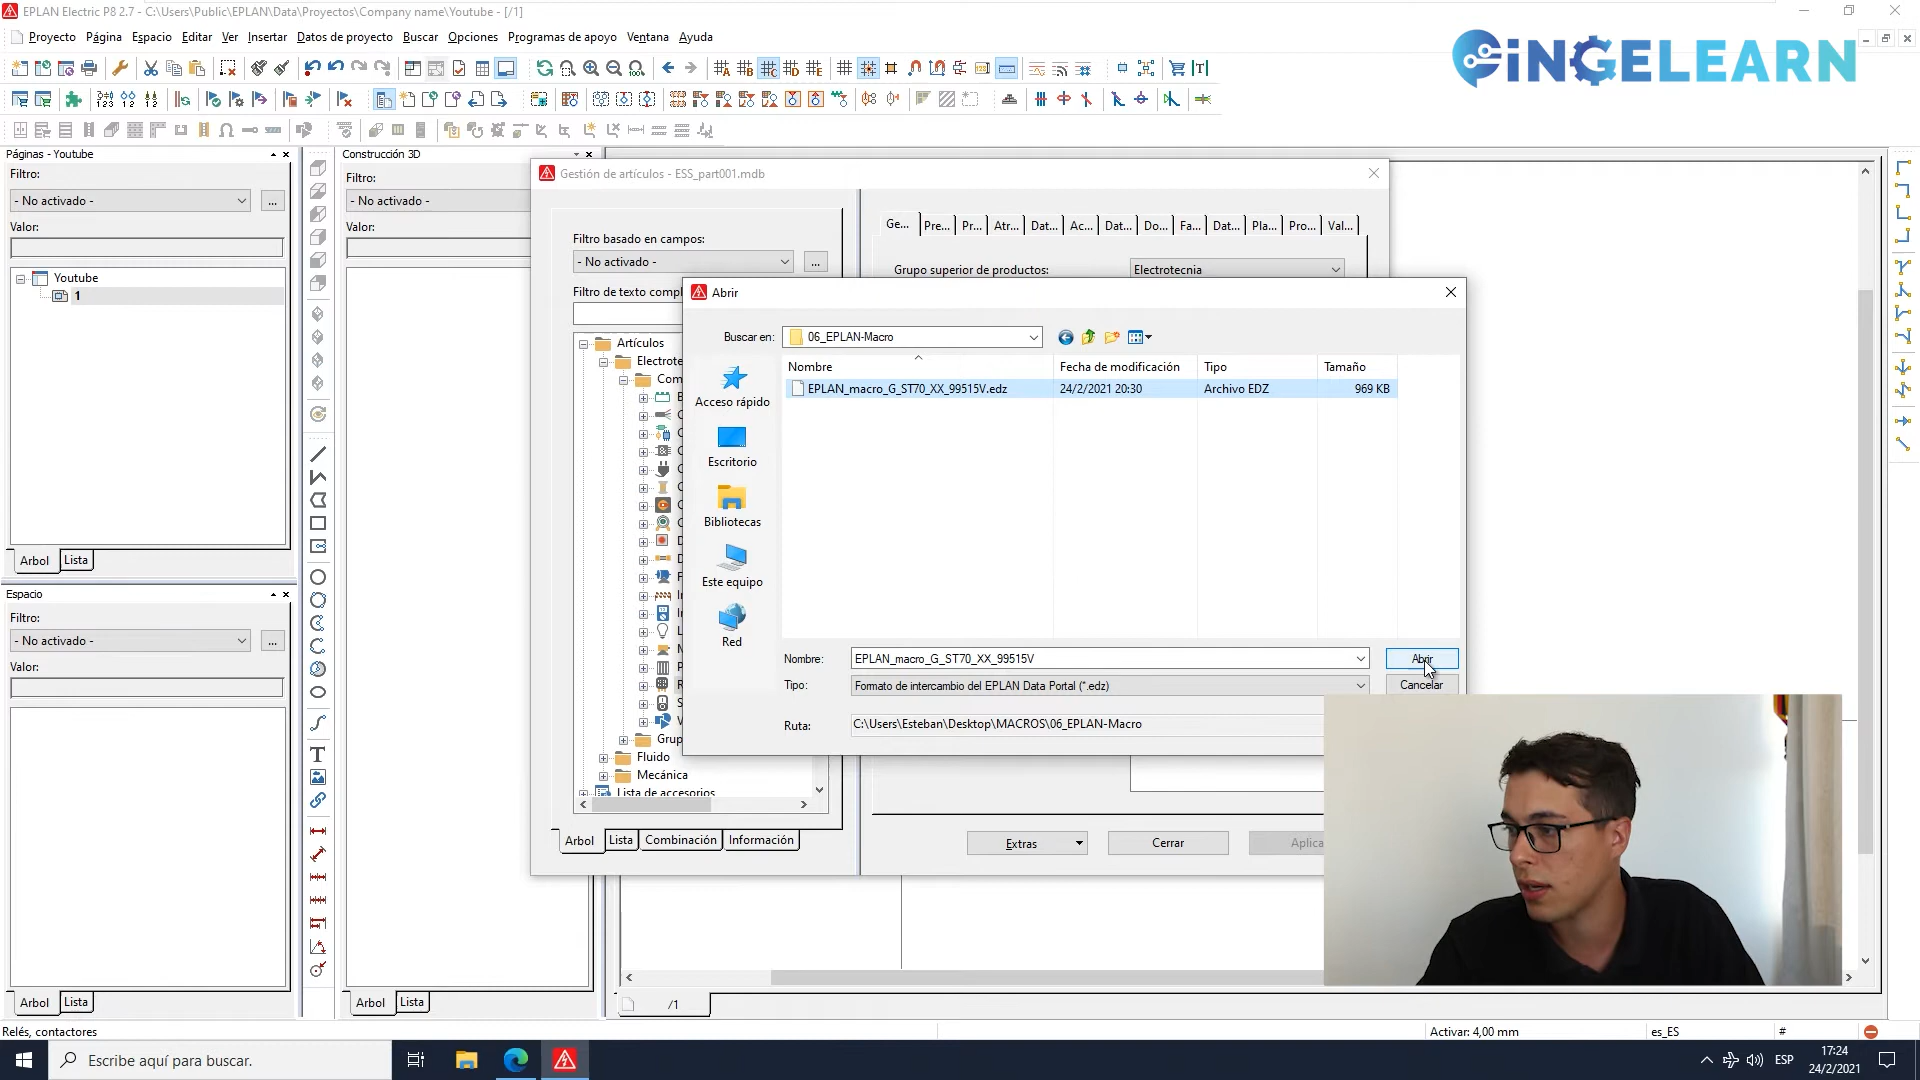 EPLAN Electric P8 2.7 - C:\Users\Public\EPLAN\Data\Proyectos\Company name\Youtube - [/1]
Proyecto Página Espacio Editar Ver Insertar Datos de proyecto Buscar Opciones Programas de apoyo Ventana Ayuda
iNGELEARN
Páginas - Youtube
Filtro:
- No activado -
...
Valor:
Youtube
1
Arbol Lista
Espacio
Filtro:
- No activado -
...
Valor:
Arbol Lista
Construcción 3D
Filtro:
- No activado -
Valor:
Arbol Lista
Gestión de artículos - ESS_part001.mdb
Filtro basado en campos:
- No activado -
...
Filtro de texto compl
Artículos
Electrote
Com
Grup
Fluido
Mecánica
Lista de accesorios
Arbol Lista Combinación Información
Ge... Pre... Pr... Atr... Dat... Ac... Dat... Do... Fa... Dat... Pla... Pro... Val...
Grupo superior de productos:
Electrotecnia
Extras Cerrar Aplica
Abrir
Buscar en:
06_EPLAN-Macro
Acceso rápido
Escritorio
Bibliotecas
Este equipo
Red
Nombre Fecha de modificación Tipo Tamaño
EPLAN_macro_G_ST70_XX_99515V.edz 24/2/2021 20:30 Archivo EDZ 969 KB
Nombre:
EPLAN_macro_G_ST70_XX_99515V
Abrir
Tipo:
Formato de intercambio del EPLAN Data Portal (*.edz)
Cancelar
Ruta:
C:\Users\Esteban\Desktop\MACROS\06_EPLAN-Macro
/1
Relés, contactores
Activar: 4,00 mm
es_ES
#
Escribe aquí para buscar.
ESP
17:24
24/2/2021